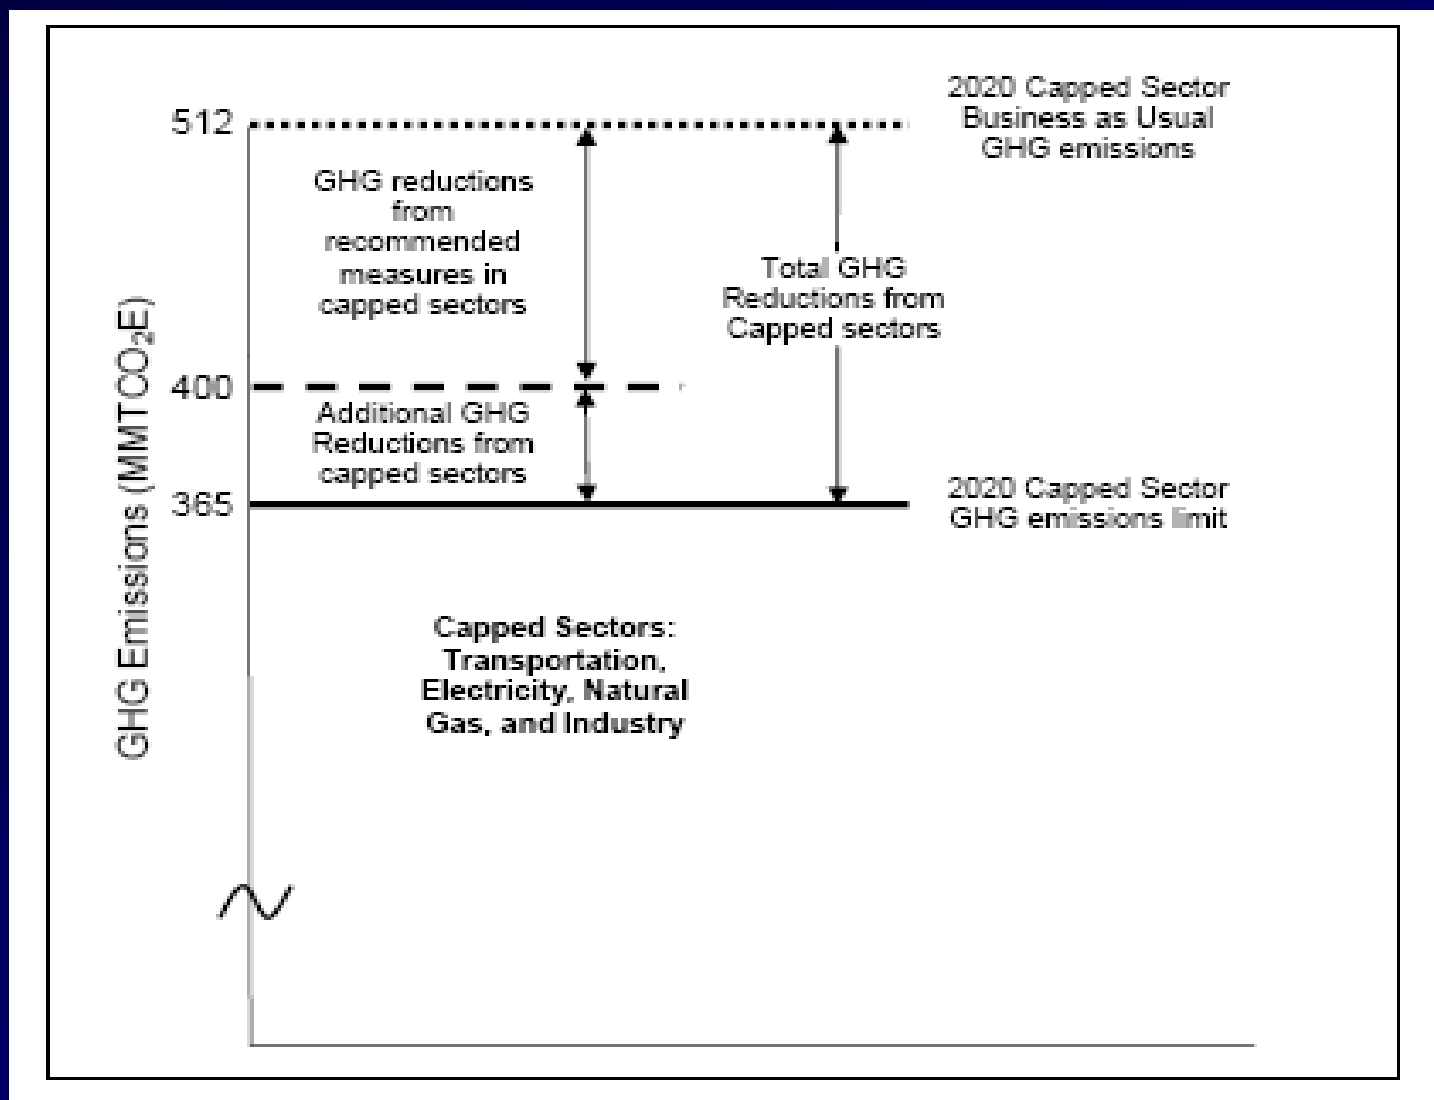 2020 Capped Sector
Business as Usual
GHG emissions
512
GHG reductions
from
recommended
measures in
capped sectors
Total GHG
Reductions from
Capped sectors
GHG Emissions (MMTCO₂E)
400
Additional GHG
Reductions from
capped sectors
365
2020 Capped Sector
GHG emissions limit
Capped Sectors:
Transportation,
Electricity, Natural
Gas, and Industry